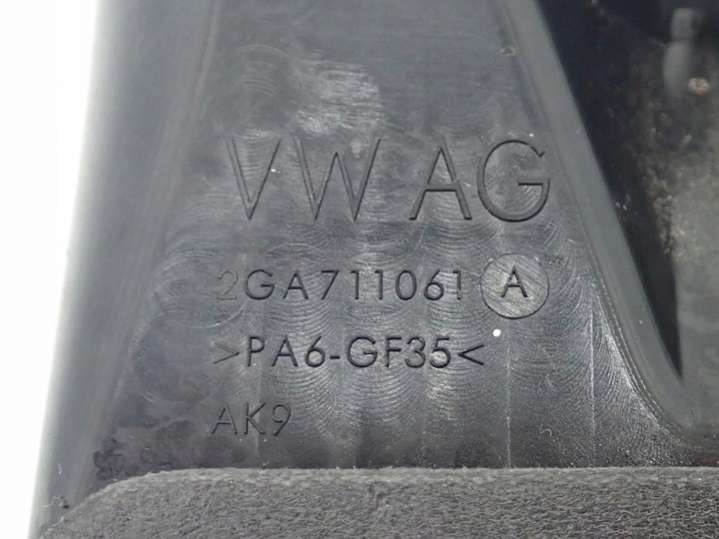 VW AG
2GA711061 A
>PA6-GF35<
AK9